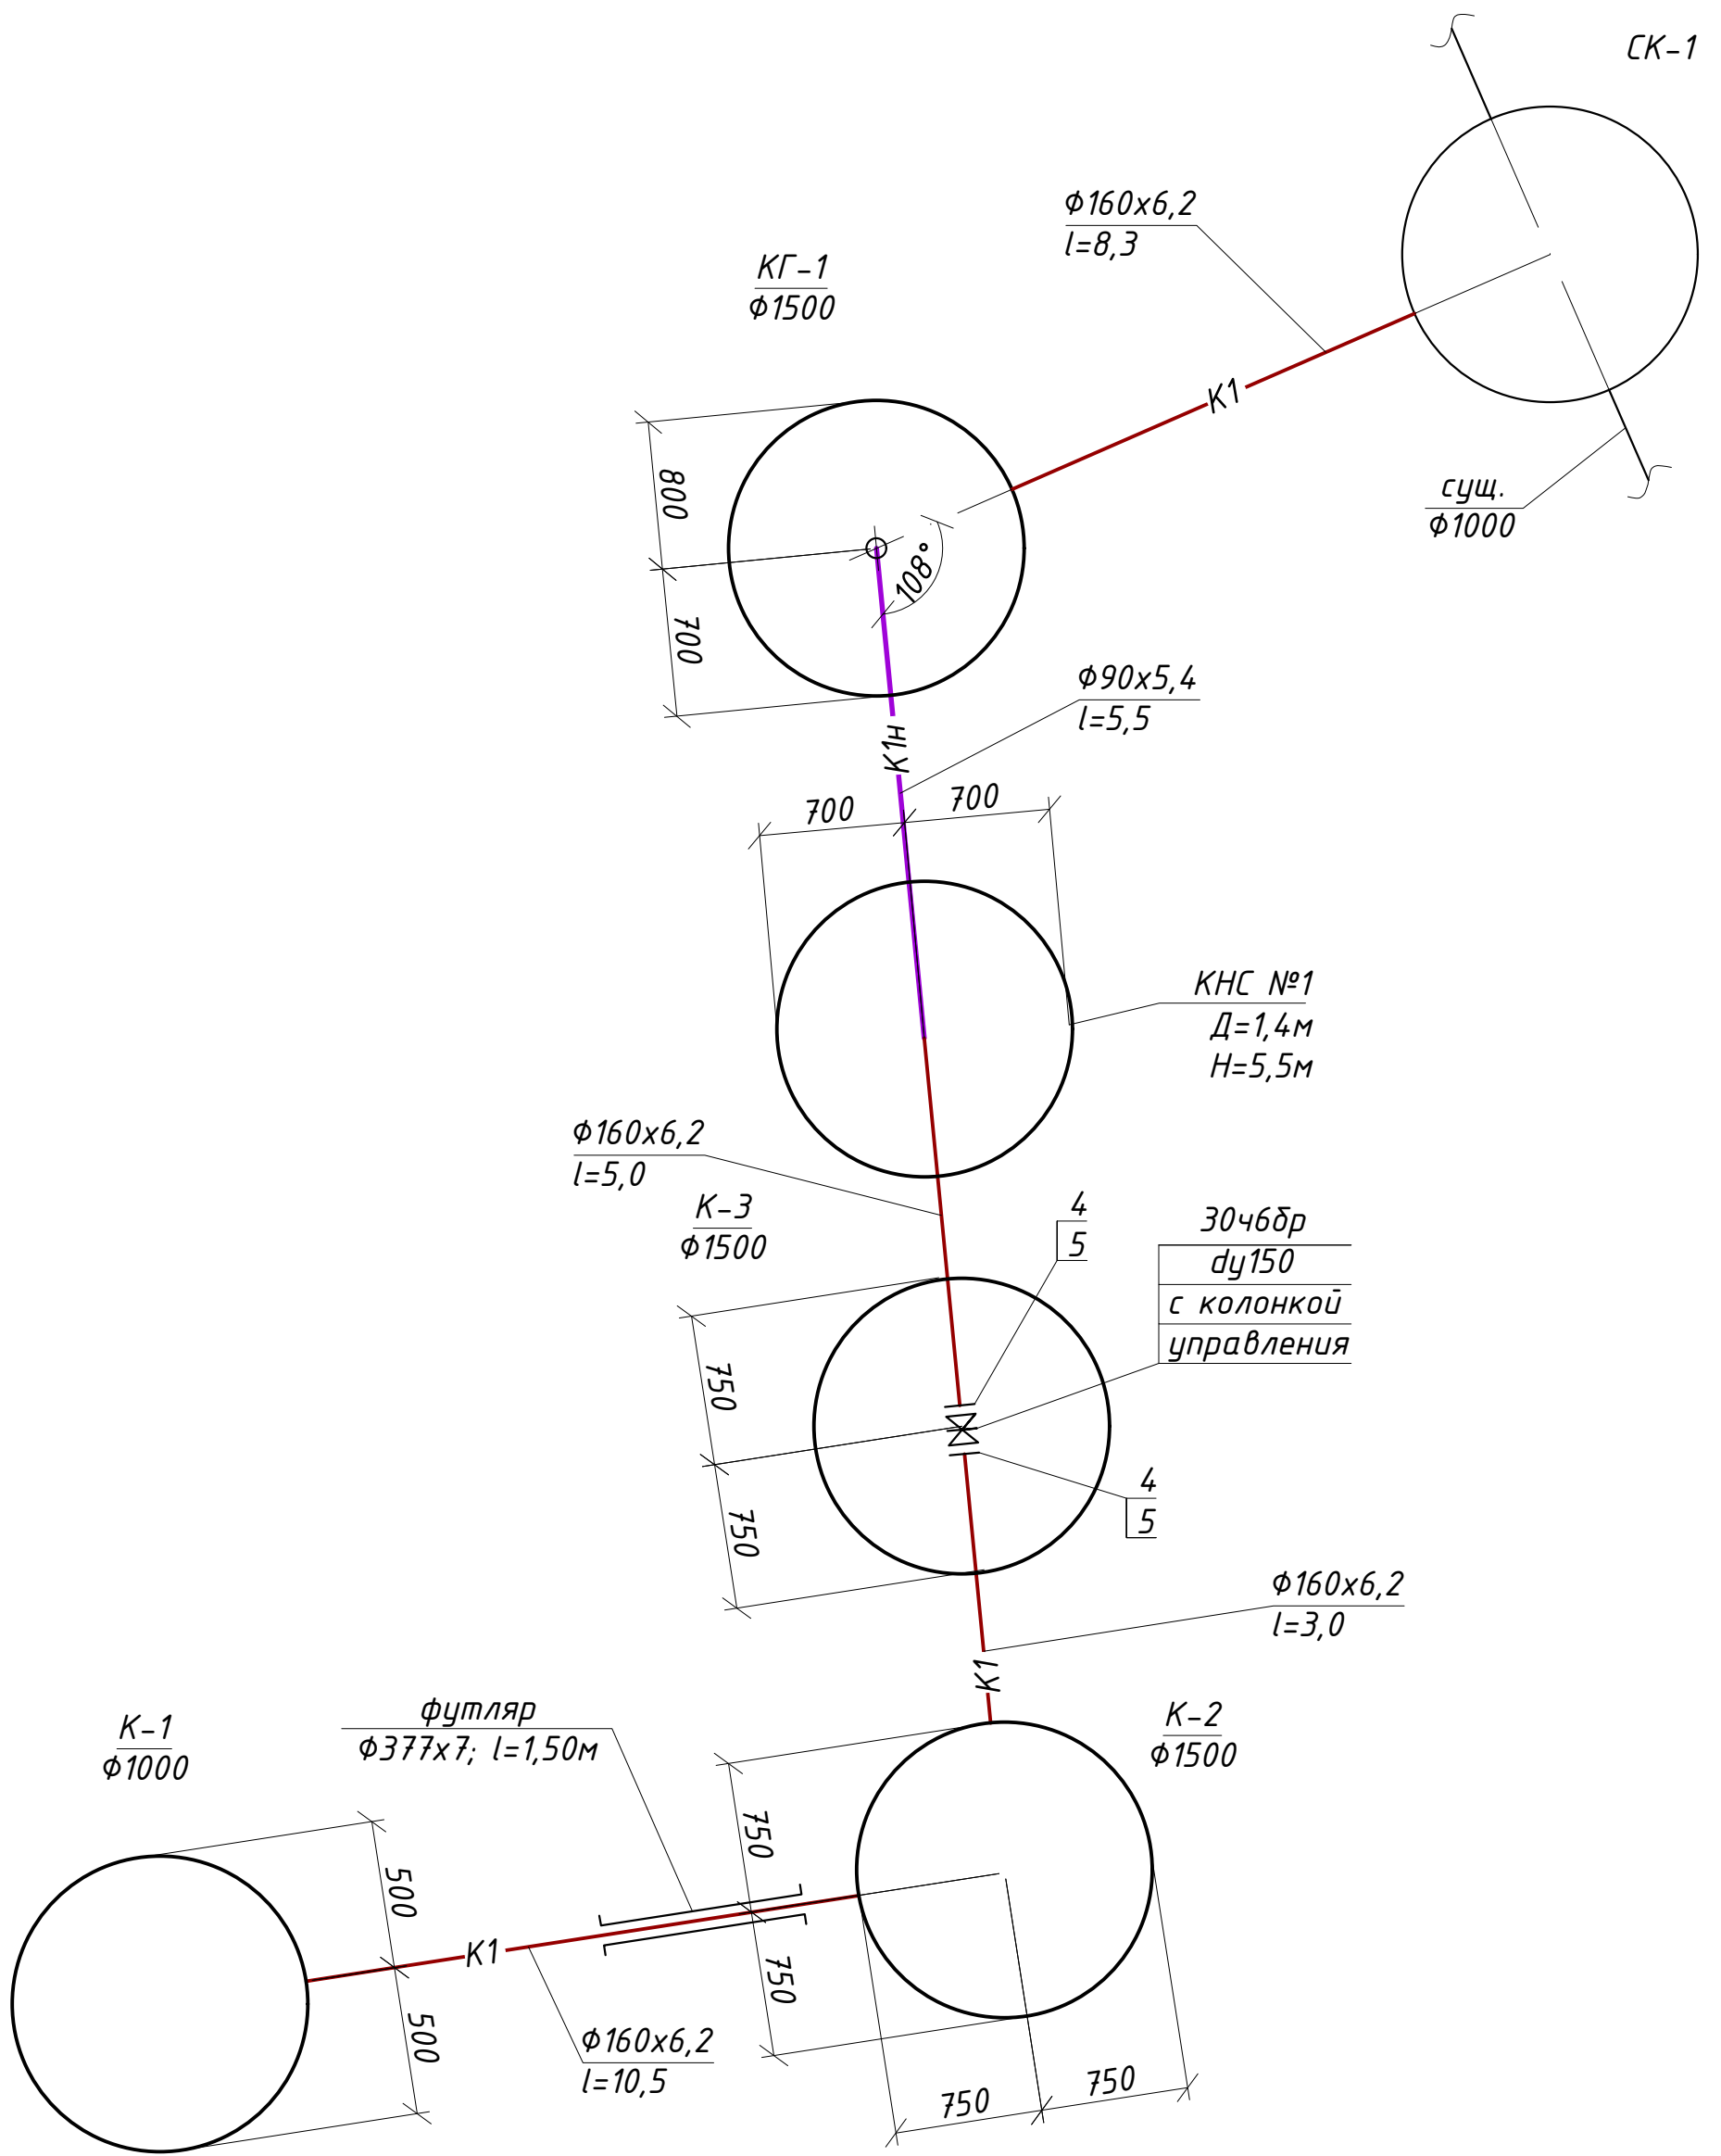 СК-1
Ф160х6,2
l=8,3
КГ-1
Ф1500
К1
800
сущ.
Ф1000
108°
700
Ф90х5,4
l=5,5
К1н
700
700
КНС №1
Д=1,4м
Н=5,5м
Ф160х6,2
l=5,0
К-3
Ф1500
4
5
30ч6бр
dу150
с колонкой
управления
750
4
5
750
Ф160х6,2
l=3,0
К1
К-1
Ф1000
футляр
Ф377х7; l=1,50м
К-2
Ф1500
750
500
К1
750
500
Ф160х6,2
l=10,5
750
750